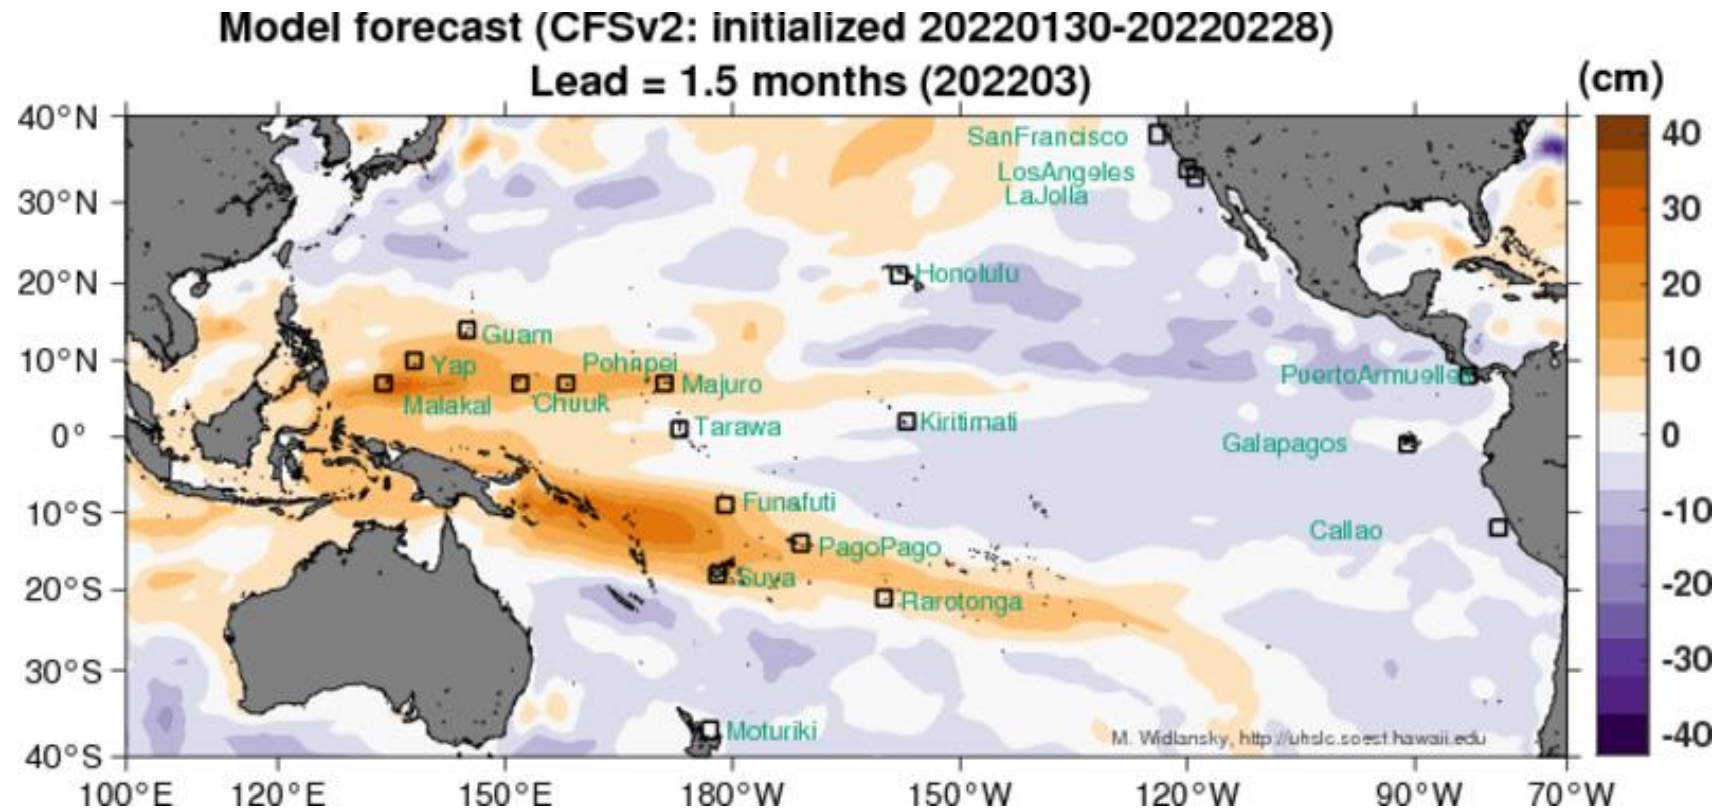 Model forecast (CFSv2: initialized 20220130-20220228)
Lead = 1.5 months (202203)
(cm)
40°N
30°N
20°N
10°N
0°
10°S
20°S
30°S
40°S
SanFrancisco
LosAngeles
LaJolla
Honolulu
Guam
Yap
Pohnpei
Malakal
Chuuk
Majuro
PuertoArmuelles
Tarawa
Kiritimati
Galapagos
Funafuti
Callao
PagoPago
Suva
Rarotonga
Moturiki
M. Widlansky, http://uhslc.soest.hawaii.edu
100°E 120°E 150°E 180°W 150°W 120°W 90°W 70°W
40
30
20
10
0
-10
-20
-30
-40